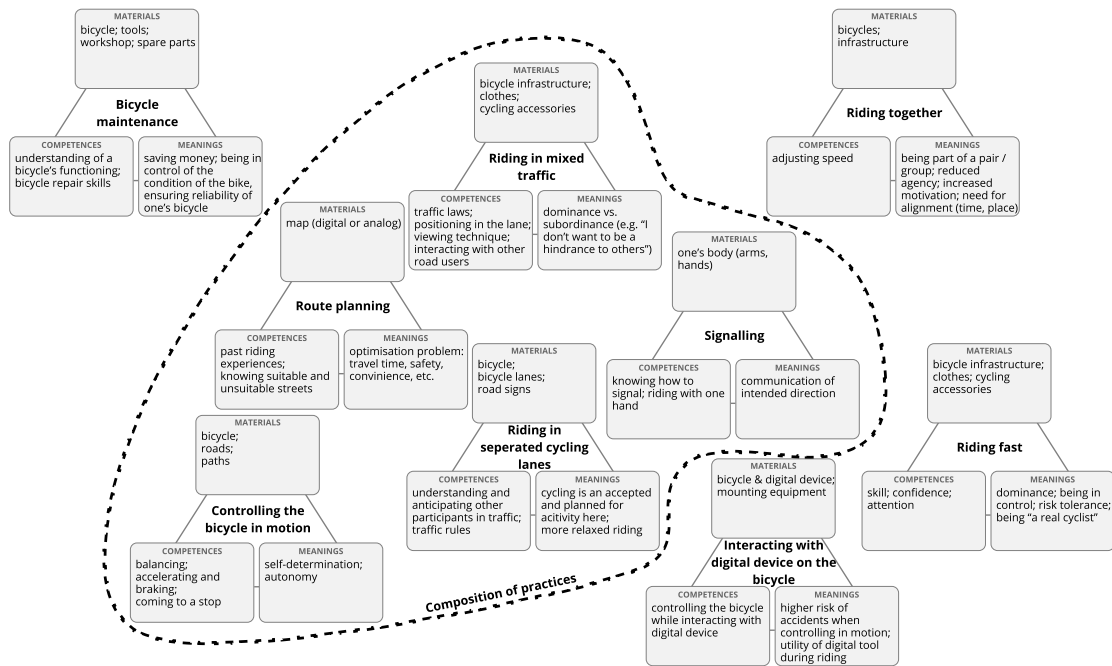 MATERIALS
bicycle; tools;
workshop; spare parts
Bicycle
maintenance
COMPETENCES
understanding of a
bicycle's functioning;
bicycle repair skills
MEANINGS
saving money; being in
control of the
condition of the bike,
ensuring reliability of
one's bicycle
MATERIALS
bicycle infrastructure;
clothes;
cycling accessories
Riding in mixed
traffic
COMPETENCES
traffic laws;
positioning in the lane;
viewing technique;
interacting with other
road users
MEANINGS
dominance vs.
subordinance (e.g. “I
don’t want to be a
hindrance to others”)
MATERIALS
bicycles;
infrastructure
Riding together
COMPETENCES
adjusting speed
MEANINGS
being part of a pair /
group; reduced
agency; increased
motivation; need for
alignment (time, place)
MATERIALS
map (digital or analog)
Route planning
COMPETENCES
past riding
experiences;
knowing suitable and
unsuitable streets
MEANINGS
optimisation problem:
travel time, safety,
convinience, etc.
MATERIALS
one’s body (arms,
hands)
Signalling
COMPETENCES
knowing how to
signal; riding with one
hand
MEANINGS
communication of
intended direction
MATERIALS
bicycle;
bicycle lanes;
road signs
Riding in
seperated cycling
lanes
COMPETENCES
understanding and
anticipating other
participants in traffic;
traffic rules
MEANINGS
cycling is an accepted
and planned for
acitivity here;
more relaxed riding
MATERIALS
bicycle infrastructure;
clothes; cycling
accessories
Riding fast
COMPETENCES
skill; confidence;
attention
MEANINGS
dominance; being in
control; risk tolerance;
being “a real cyclist”
MATERIALS
bicycle;
roads;
paths
Controlling the
bicycle in motion
COMPETENCES
balancing;
accelerating and
braking;
coming to a stop
MEANINGS
self-determination;
autonomy
MATERIALS
bicycle & digital device;
mounting equipment
Interacting with
digital device on the
bicycle
COMPETENCES
controlling the bicycle
while interacting with
digital device
MEANINGS
higher risk of
accidents when
controlling in motion;
utility of digital tool
during riding
Composition of practices